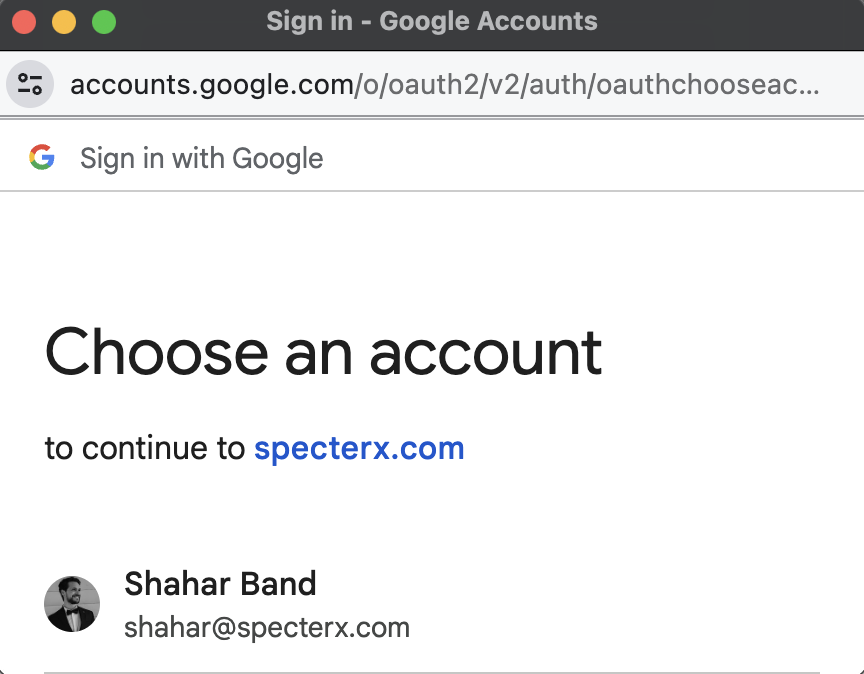 Sign in - Google Accounts
accounts.google.com/o/oauth2/v2/auth/oauthchooseac...
Sign in with Google
Choose an account
to continue to specterx.com
Shahar Band
shahar@specterx.com